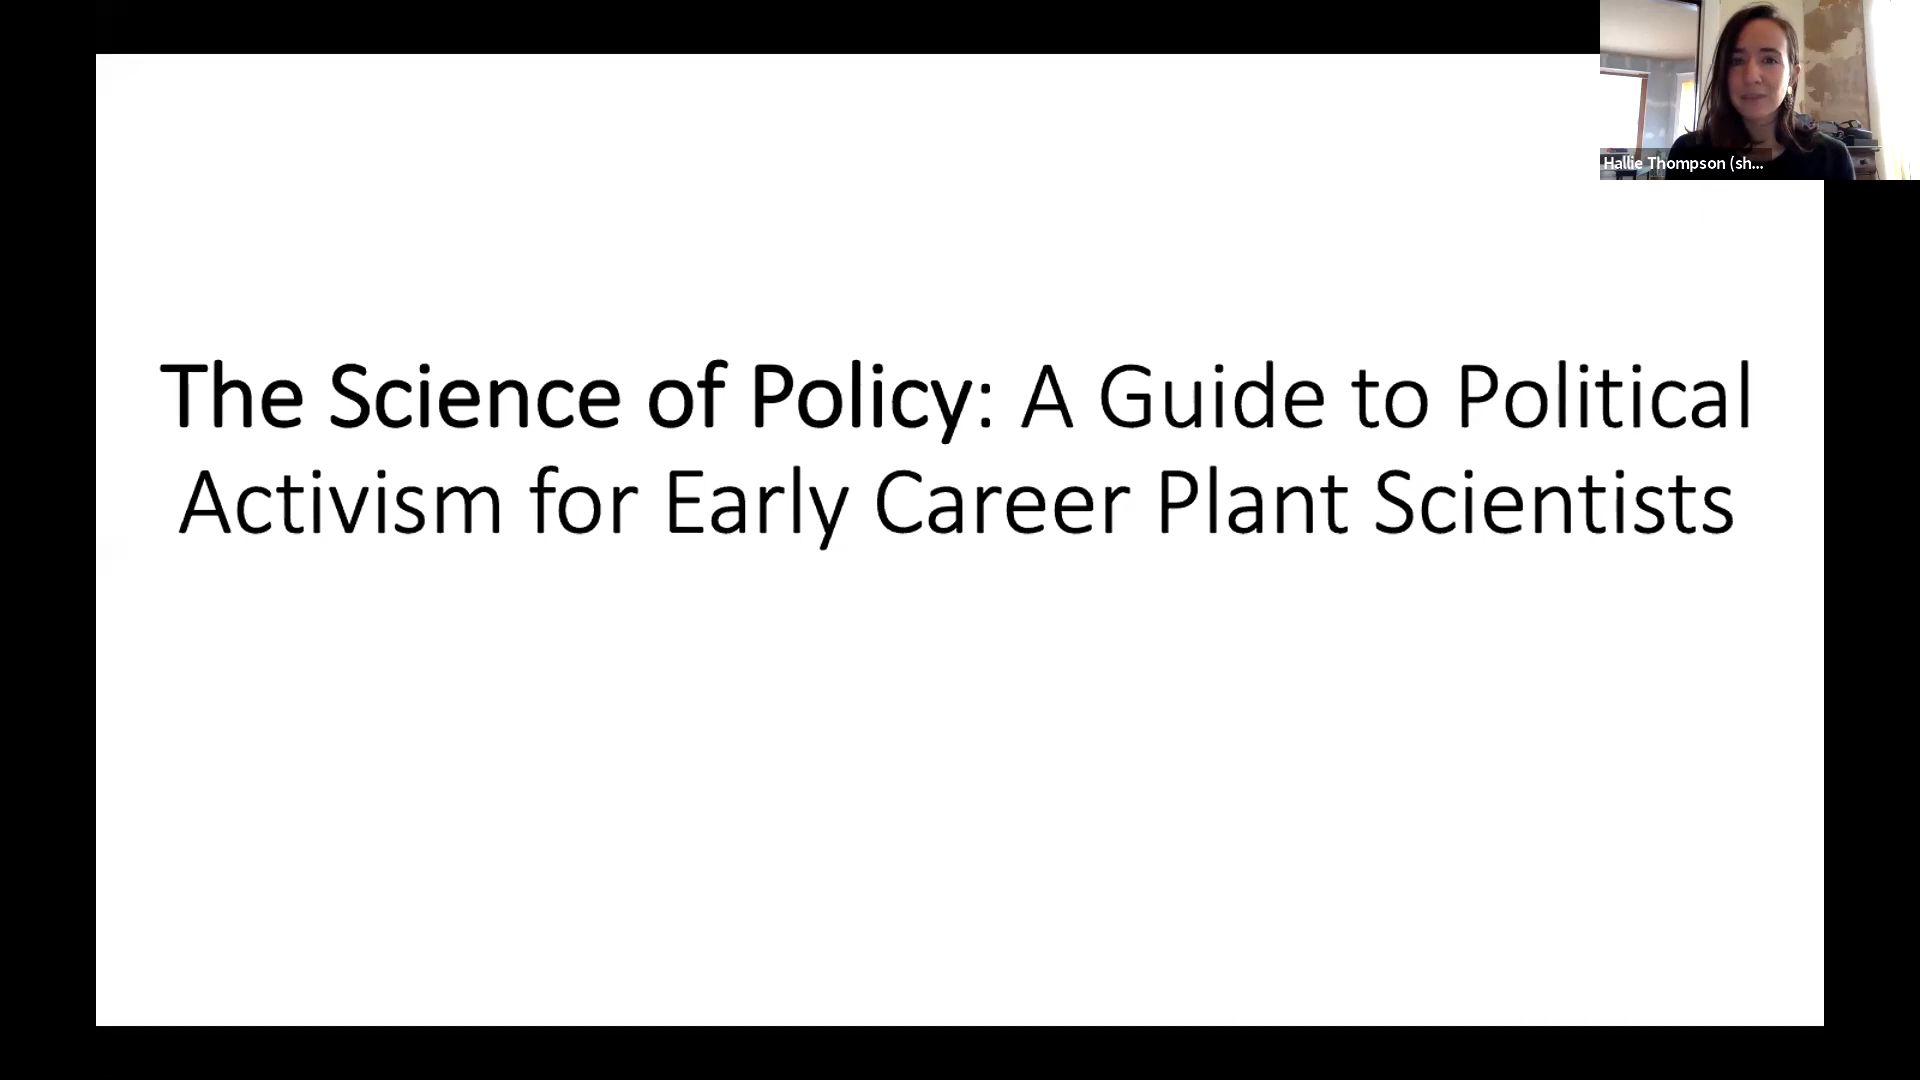 Hallie Thompson (sh...
The Science of Policy: A Guide to Political
Activism for Early Career Plant Scientists